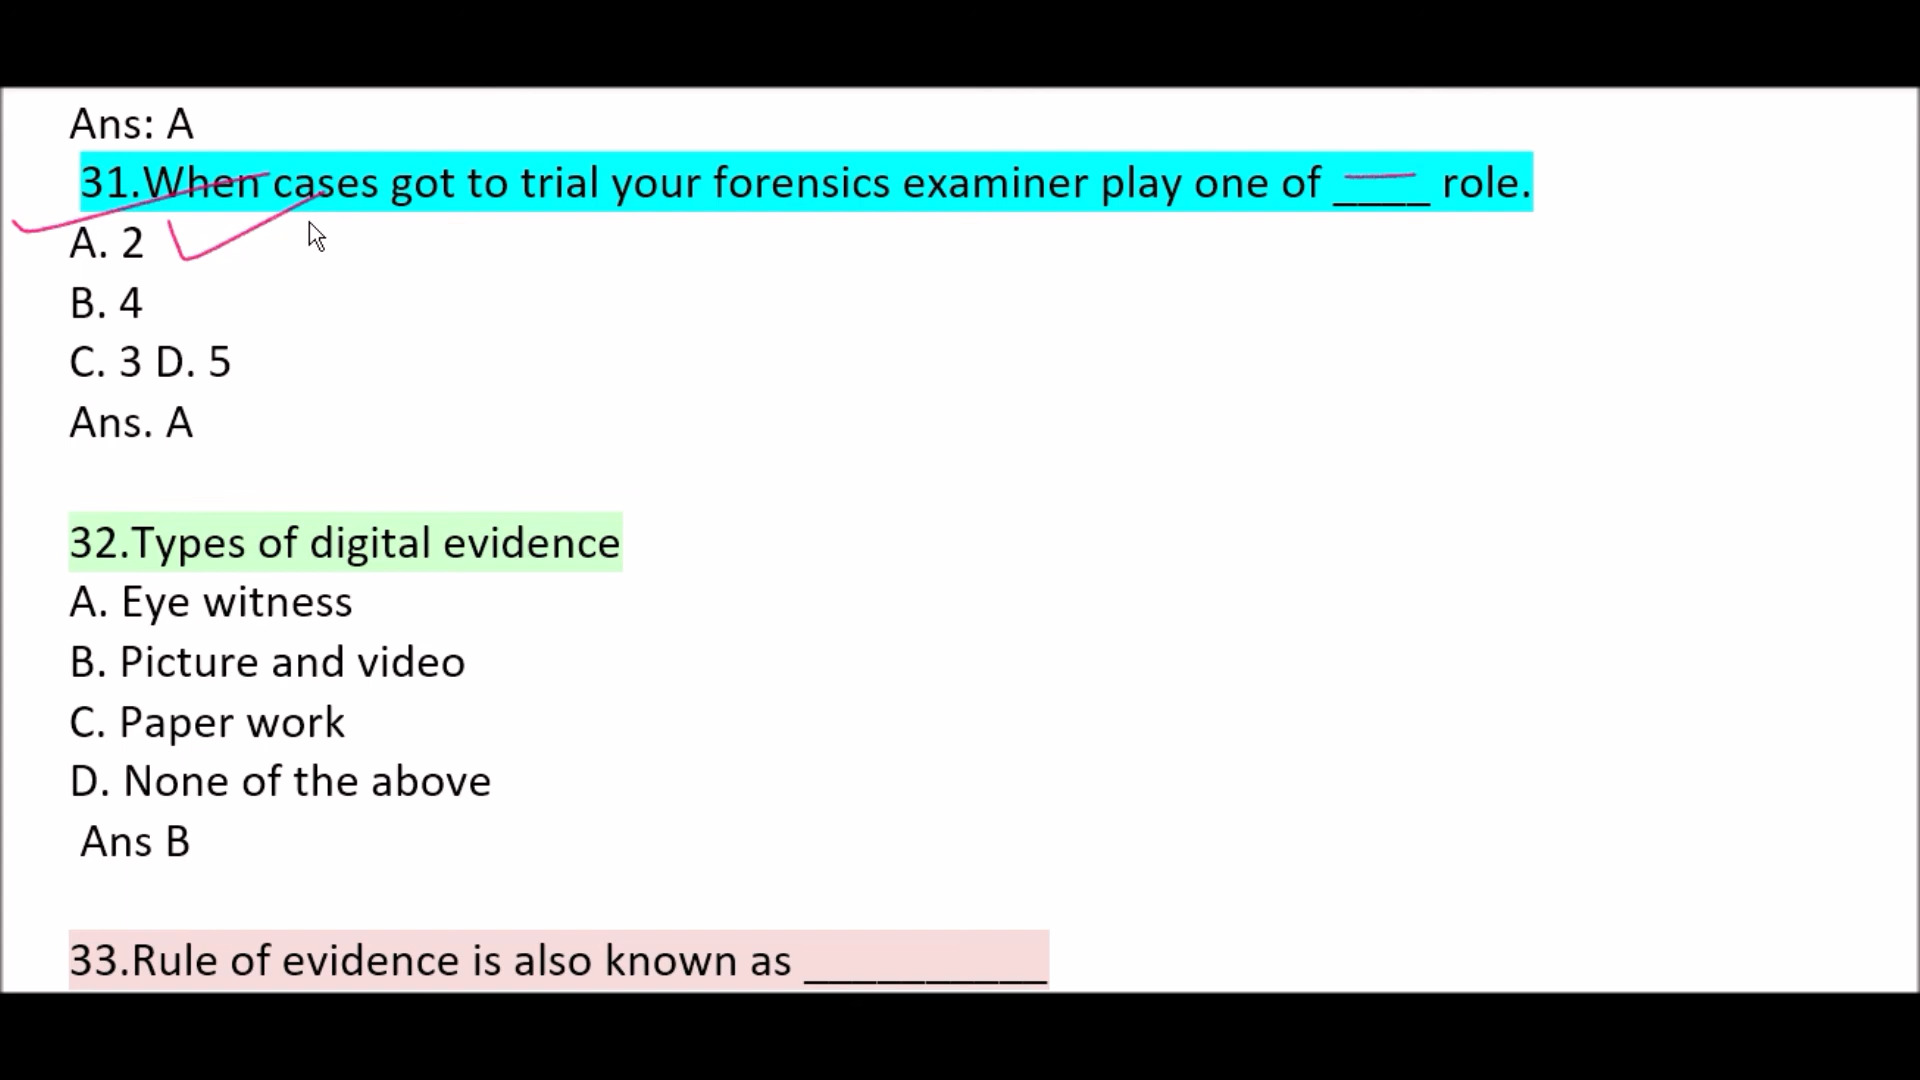 Ans: A
31.When cases got to trial your forensics examiner play one of ____ role.
A. 2
B. 4
C. 3 D. 5
Ans. A
32.Types of digital evidence
A. Eye witness
B. Picture and video
C. Paper work
D. None of the above
Ans B
33.Rule of evidence is also known as __________